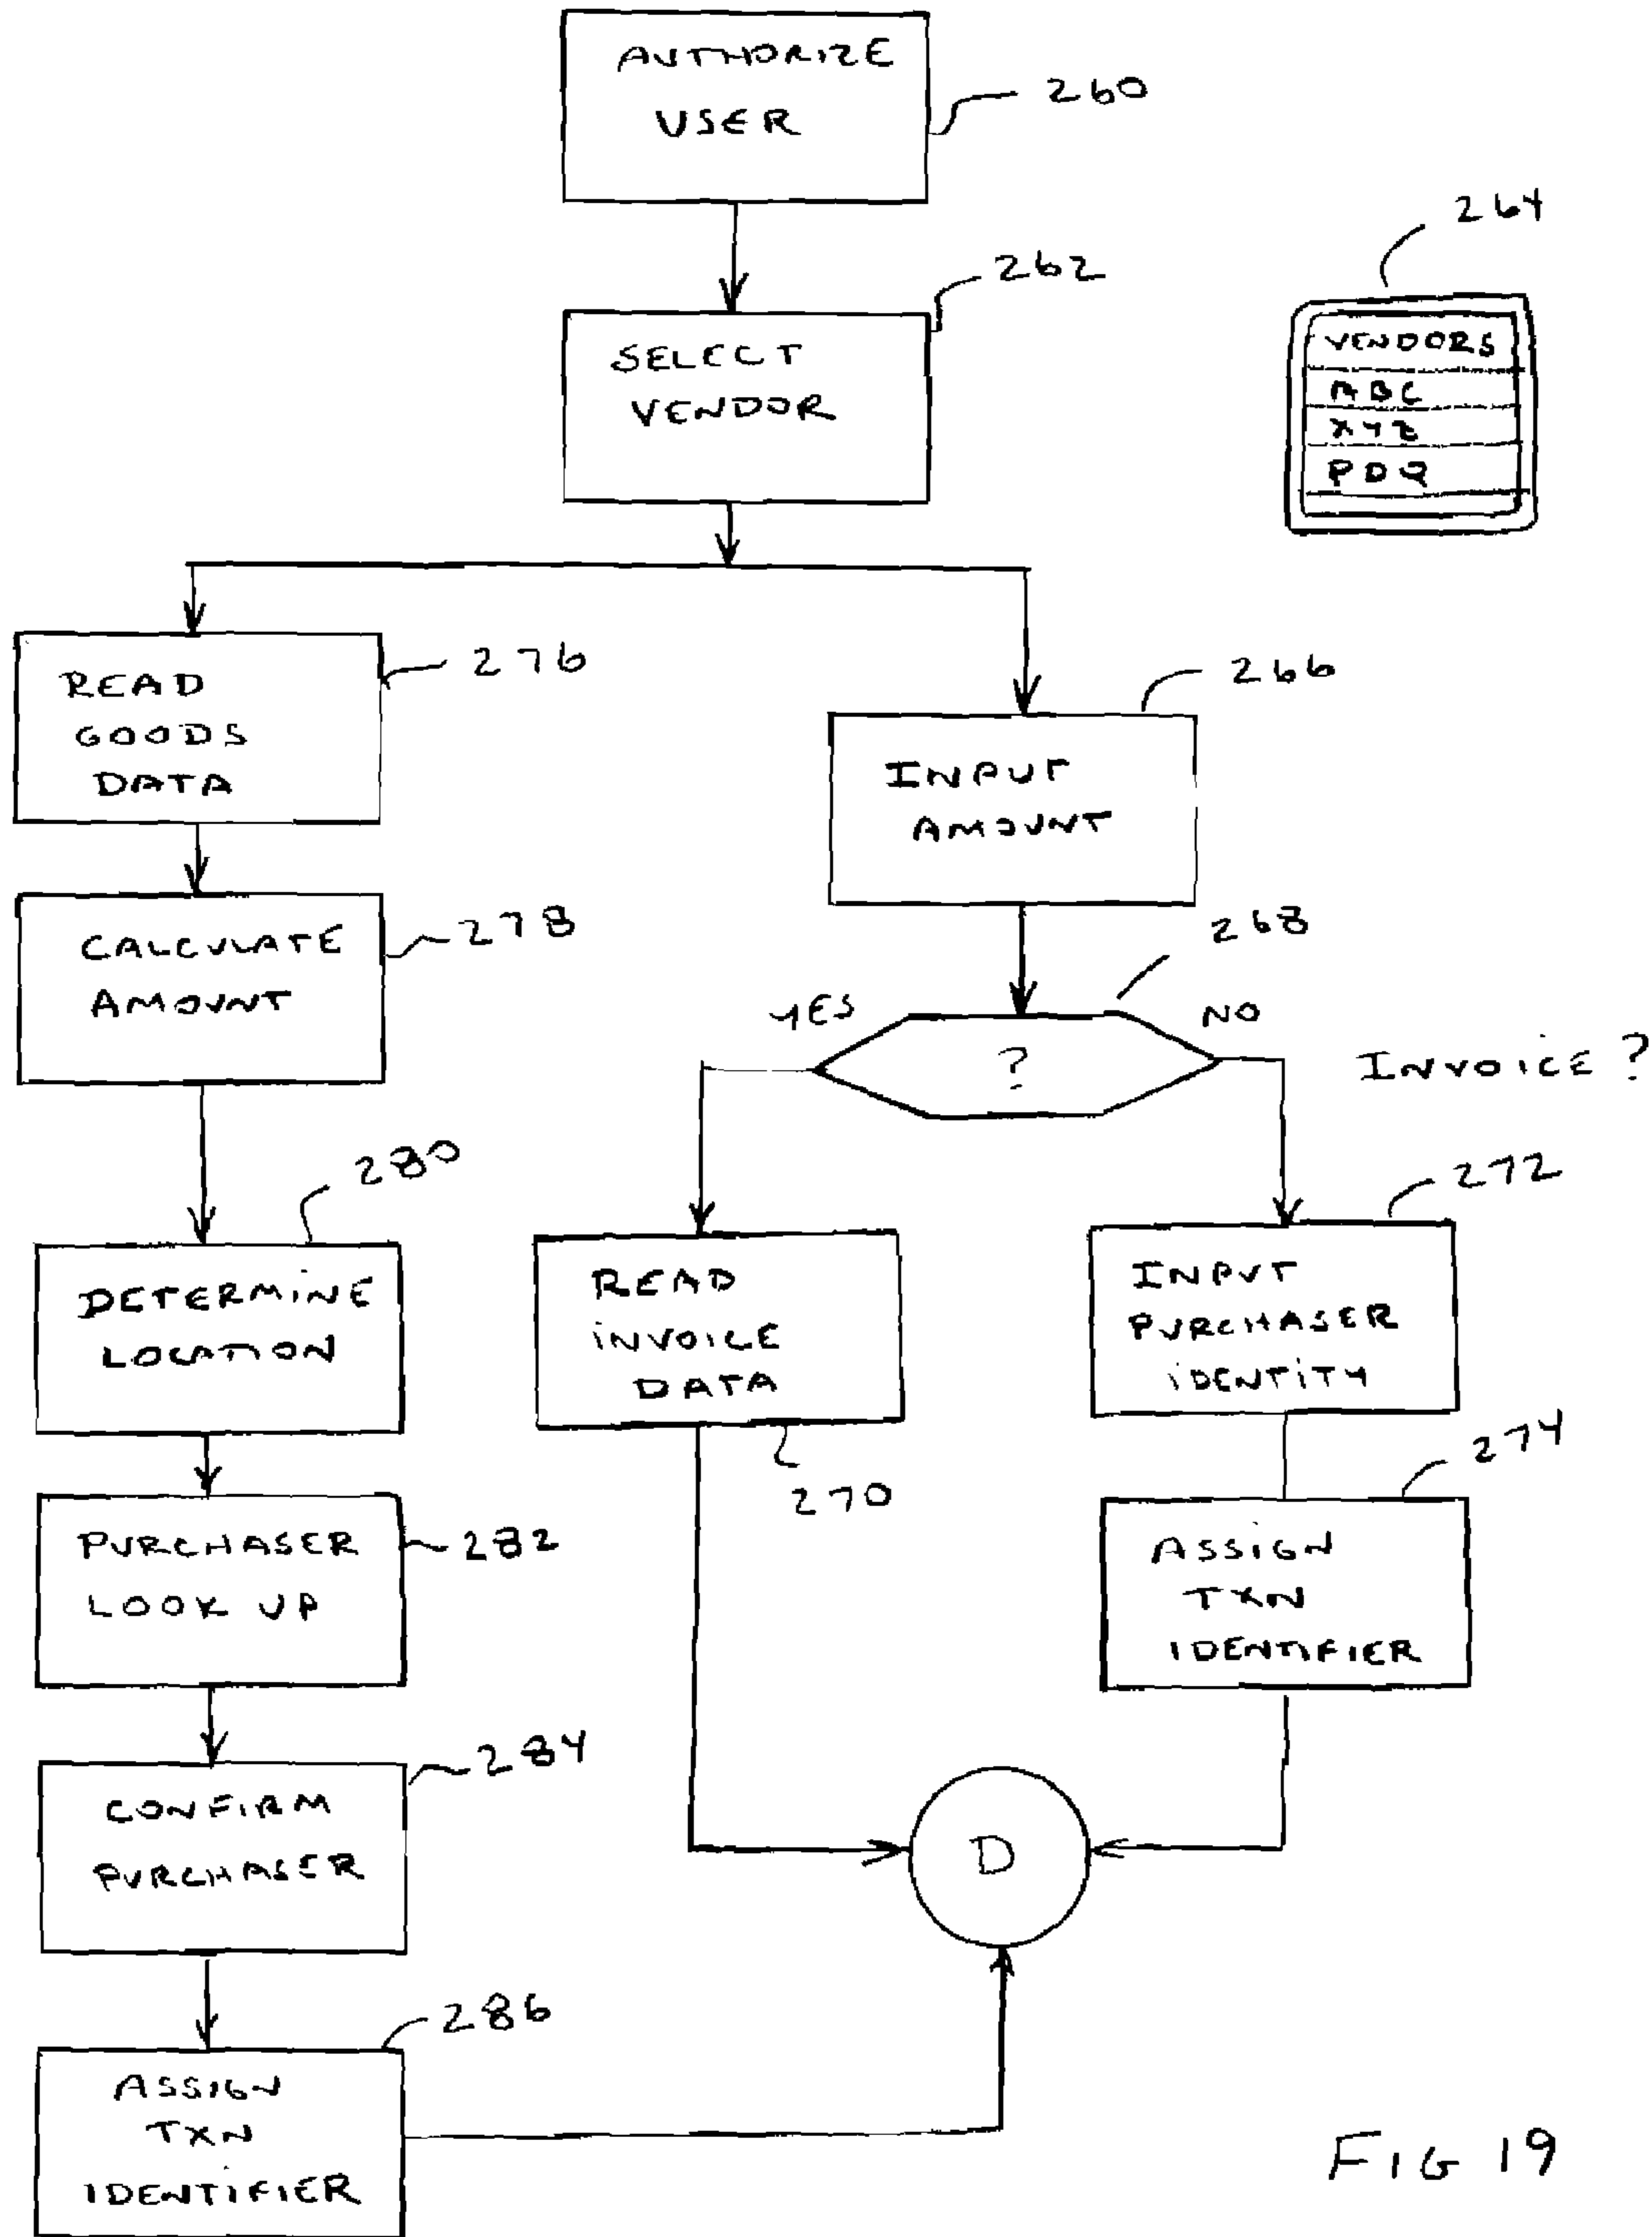 AUTHORIZE
USER
260
262
SELECT
VENDOR
264
VENDORS
ABC
XYZ
PDQ
276
READ
GOODS
DATA
266
INPUT
AMOUNT
278
CALCULATE
AMOUNT
268
YES
NO
?
INVOiCE ?
280
DETERMiNE
LOCATION
272
READ
iNVOiCE
DATA
270
INPUT
PURCHASER
iDENTiTY
274
ASSiGN
TXN
IDENTIFIER
PURCHASER
LOOK UP
282
284
CONFIRM
PURCHASER
D
286
ASSIGN
TXN
IDENTIFIER
FIG 19